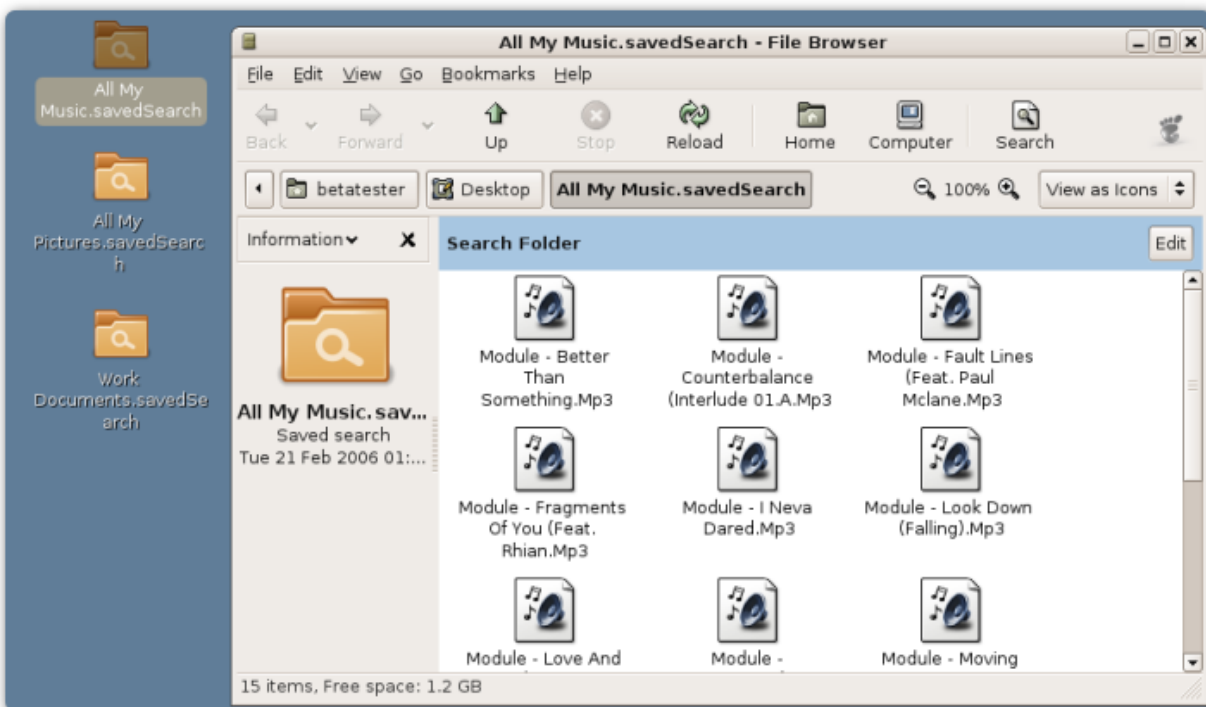 All My
Music.savedSearch
All My
Pictures.savedSearc
h
Work
Documents.savedSe
arch
All My Music.savedSearch - File Browser
File Edit View Go Bookmarks Help
Back Forward Up Stop Reload Home Computer Search
betatester Desktop All My Music.savedSearch 100% View as Icons
Information Search Folder Edit
All My Music.sav...
Saved search
Tue 21 Feb 2006 01:...
Module - Better
Than
Something.Mp3
Module -
Counterbalance
(Interlude 01.A.Mp3
Module - Fault Lines
(Feat. Paul
Mclane.Mp3
Module - Fragments
Of You (Feat.
Rhian.Mp3
Module - I Neva
Dared.Mp3
Module - Look Down
(Falling).Mp3
Module - Love And
Module -
Module - Moving
15 items, Free space: 1.2 GB